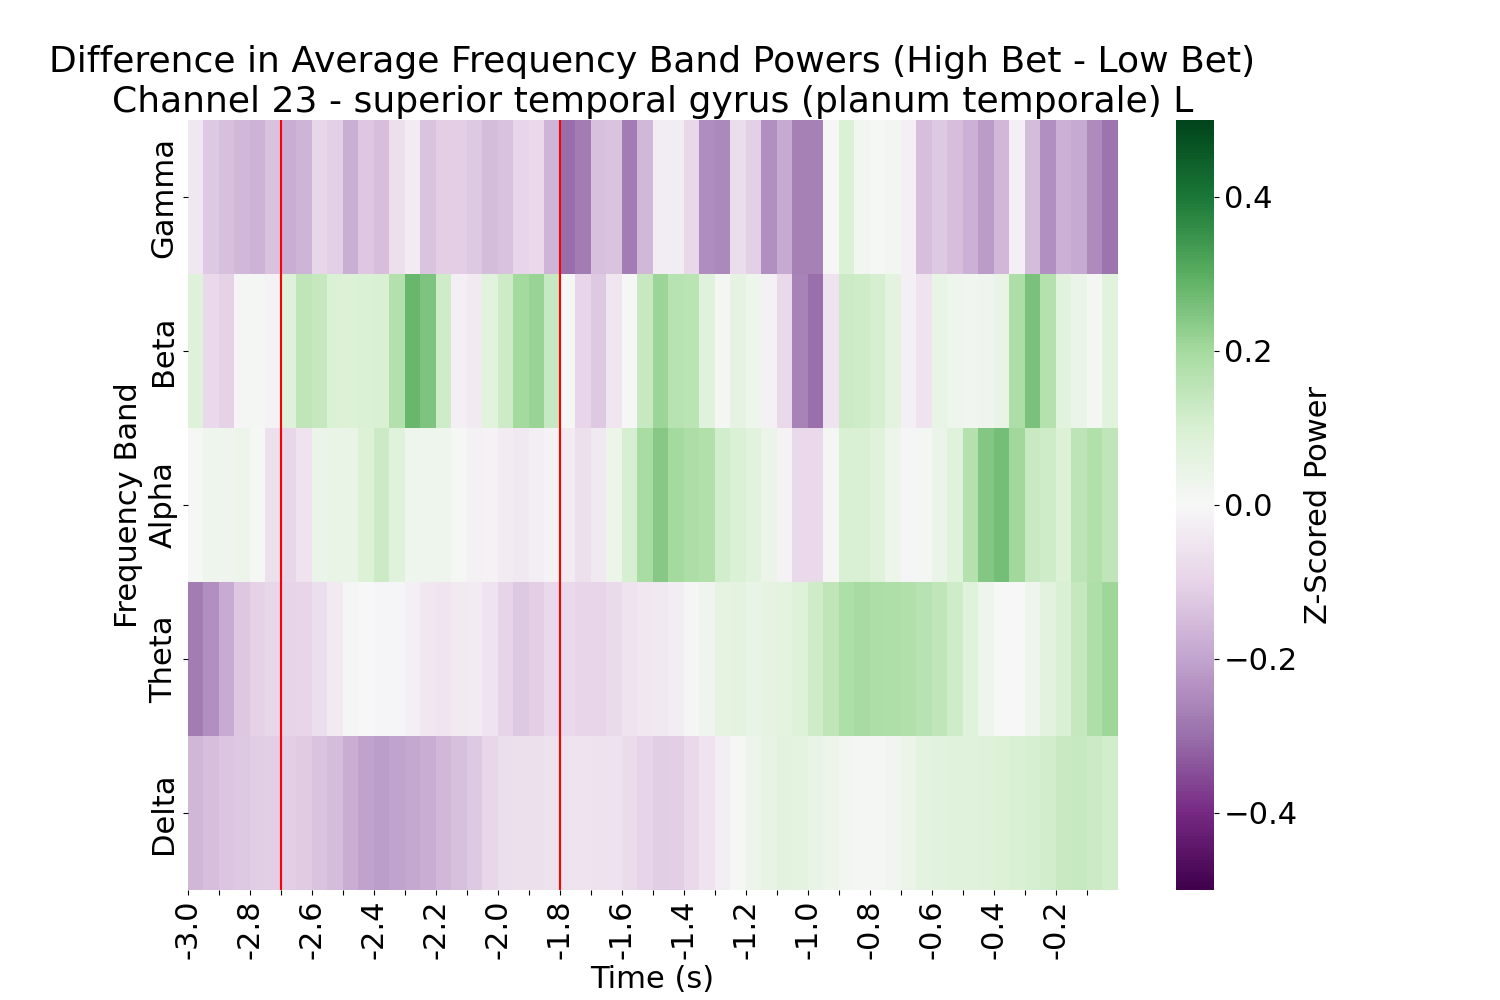 Difference in Average Frequency Band Powers (High Bet - Low Bet)
Channel 23 - superior temporal gyrus (planum temporale) L
Frequency Band
Gamma
Beta
Alpha
Theta
Delta
-3.0
-2.8
-2.6
-2.4
-2.2
-2.0
-1.8
-1.6
-1.4
-1.2
-1.0
-0.8
-0.6
-0.4
-0.2
Time (s)
0.4
0.2
0.0
−0.2
−0.4
Z-Scored Power